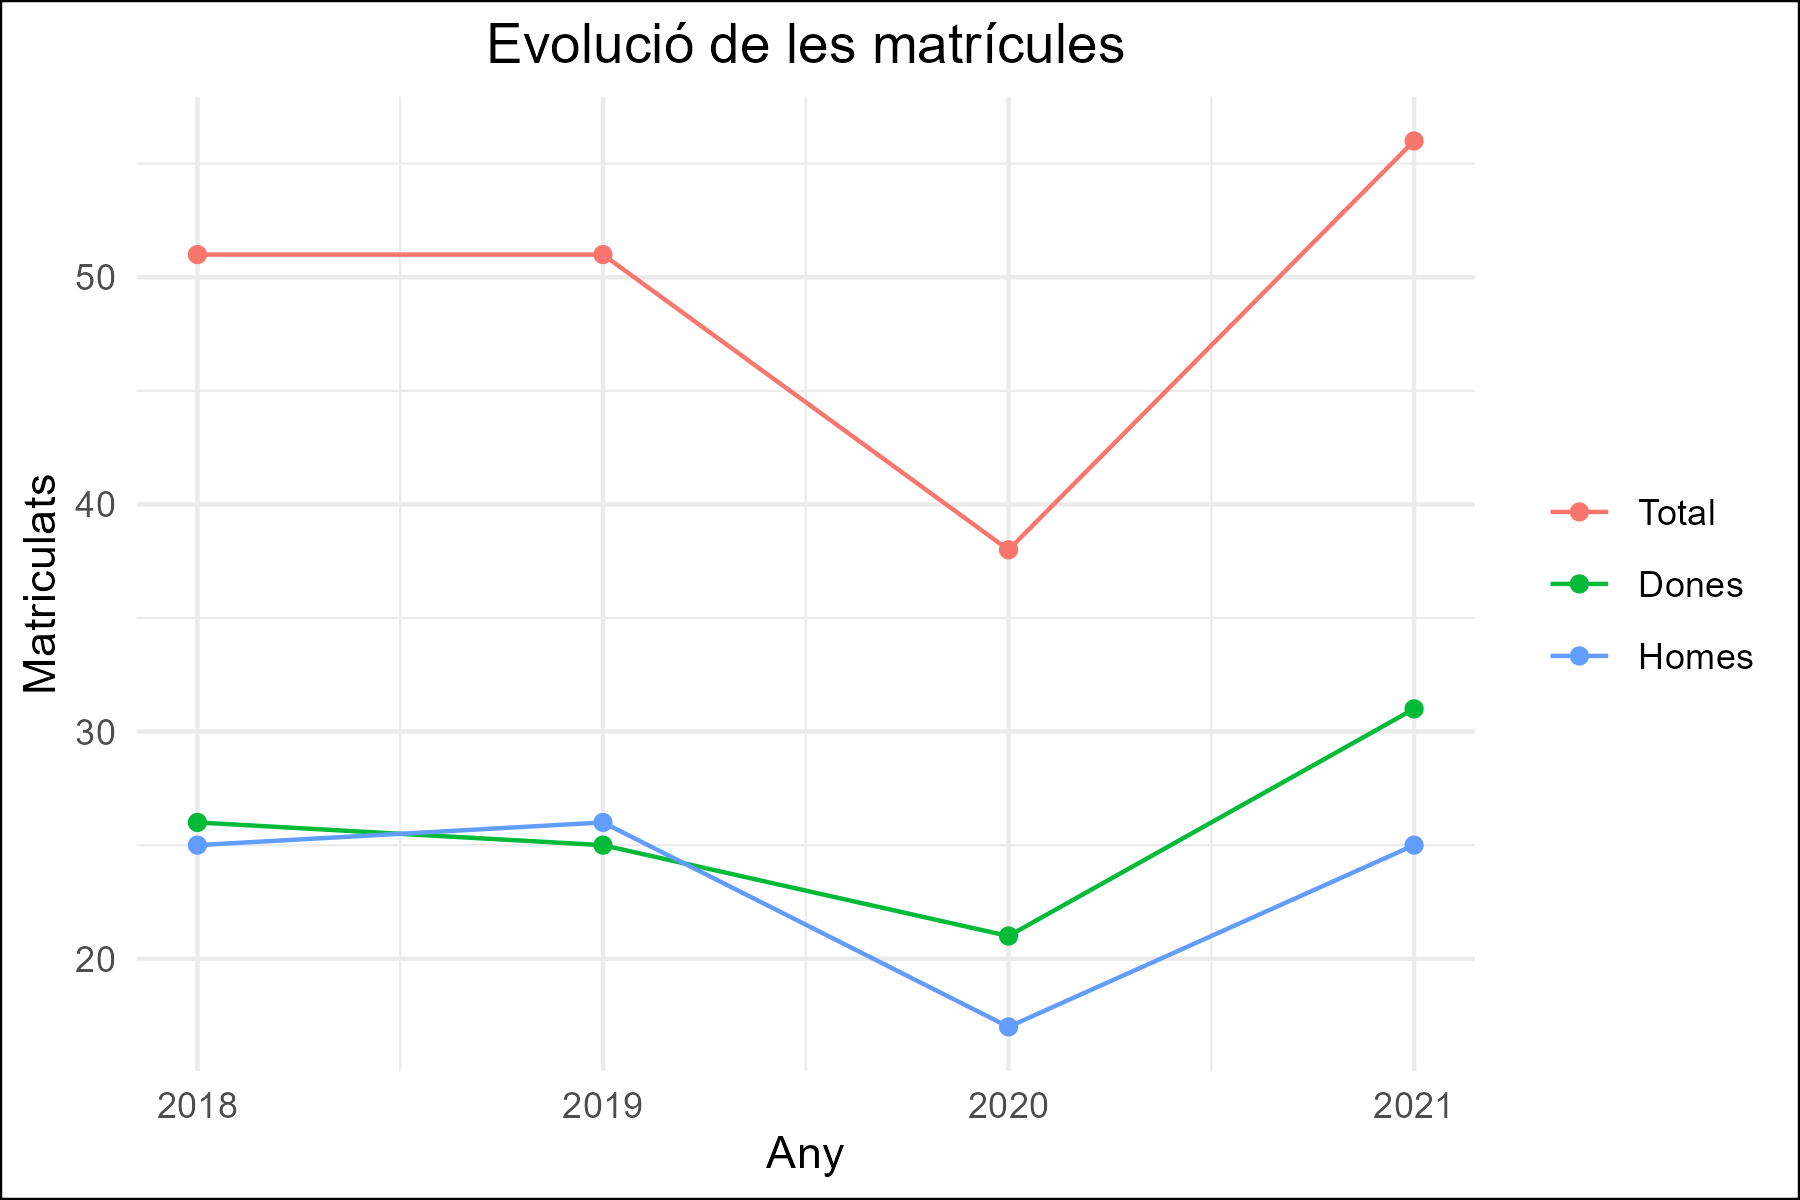 Evolució de les matrícules
50
40
30
20
Matriculats
2018 2019 2020 2021
Any
Total
Dones
Homes